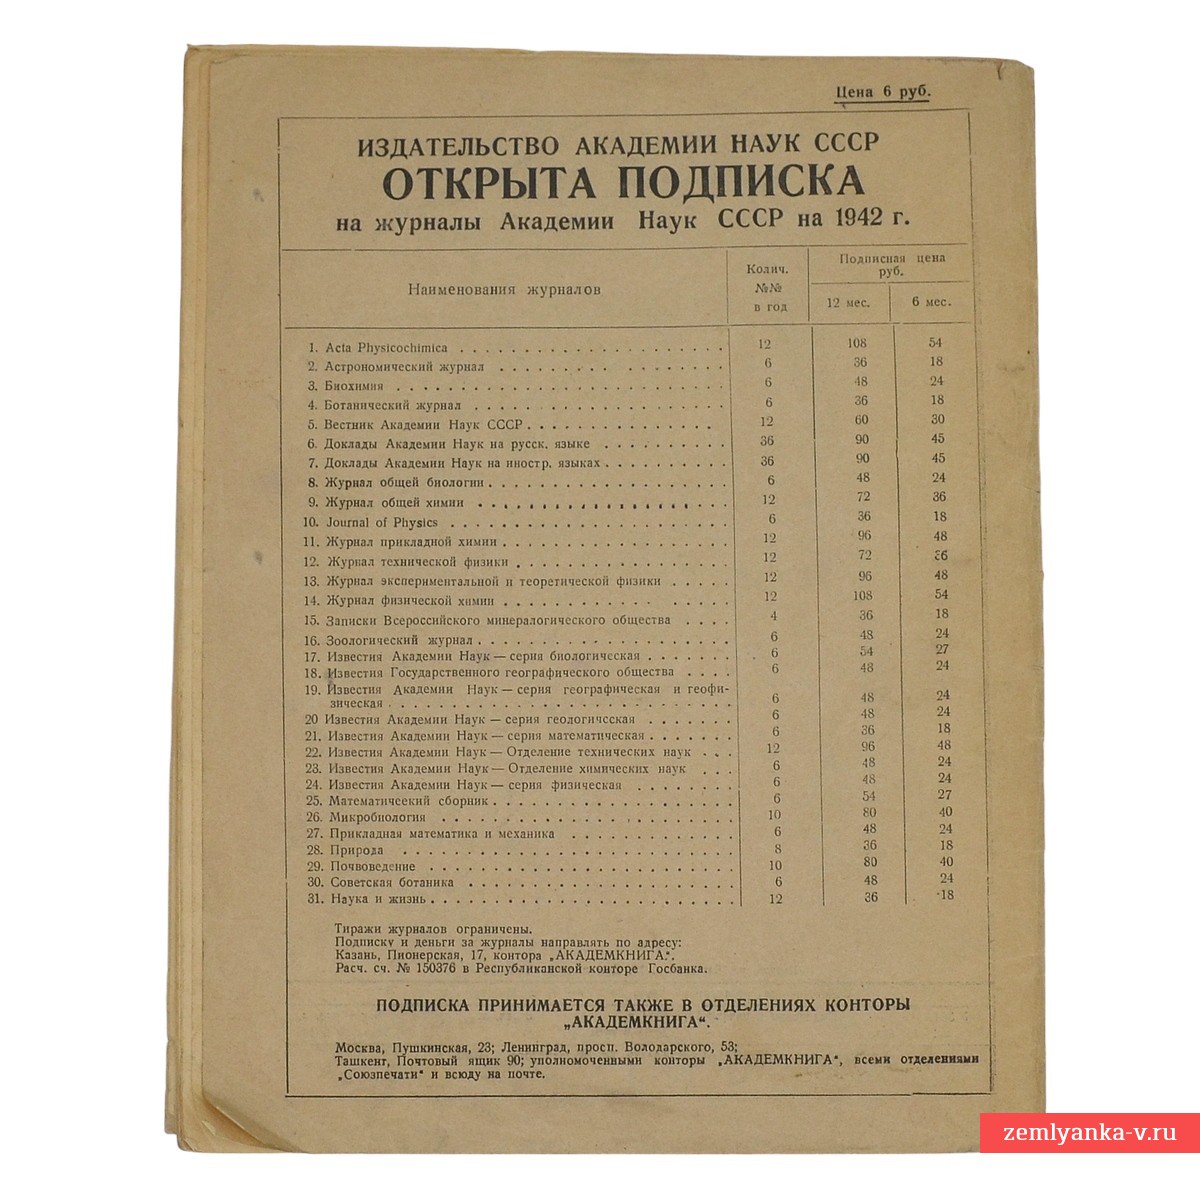 Цена 6 руб.
ИЗДАТЕЛЬСТВО АКАДЕМИИ НАУК СССР
ОТКРЫТА ПОДПИСКА
на журналы Академии Наук СССР на 1942 г.
Наименования журналов
Колич. №№ в год
Подписная цена руб.
12 мес. 6 мес.
1. Acta Physicochimica 12 108 54
2. Астрономический журнал 6 36 18
3. Биохимия 6 48 24
4. Ботанический журнал 6 36 18
5. Вестник Академии Наук СССР 12 60 30
6. Доклады Академии Наук на русск. языке 36 90 45
7. Доклады Академии Наук на иностр. языках 36 90 45
8. Журнал общей биологии 6 48 24
9. Журнал общей химии 12 72 36
10. Journal of Physics 6 36 18
11. Журнал прикладной химии 12 96 48
12. Журнал технической физики 12 72 36
13. Журнал экспериментальной и теоретической физики 12 96 48
14. Журнал физической химии 12 108 54
15. Записки Всероссийского минералогического общества 4 36 18
16. Зоологический журнал 6 48 24
17. Известия Академии Наук — серия биологическая 6 54 27
18. Известия Государственного географического общества 6 48 24
19. Известия Академии Наук — серия географическая и геофи-
зическая 6 48 24
20 Известия Академии Наук — серия геологичсская 6 48 24
21. Известия Академии Наук — серия математическая 6 36 18
22. Известия Академии Наук — Отделение технических наук 12 96 48
23. Известия Академии Наук — Отделение химических наук 6 48 24
24. Известия Академии Наук — серия физическая 6 48 24
25. Математичеекий сборник 6 54 27
26. Микробиология 10 80 40
27. Прикладная математика и механика 6 48 24
28. Природа 8 36 18
29. Почвоведение 10 80 40
30. Советская ботаника 6 48 24
31. Наука и жизнь 12 36 18
Тиражи журналов ограничены.
Подписку и деньги за журналы направлять по адресу:
Казань, Пионерская, 17, контора „АКАДЕМКНИГА“.
Расч. сч. № 150376 в Республиканской конторе Госбанка.
ПОДПИСКА ПРИНИМАЕТСЯ ТАКЖЕ В ОТДЕЛЕНИЯХ КОНТОРЫ
„АКАДЕМКНИГА“.
Москва, Пушкинская, 23; Ленинград, просп. Володарского, 53;
Ташкент, Почтовый ящик 90; уполномоченными конторы „АКАДЕМКНИГА“, всеми отделениями
„Союзпечати“ и всюду на почте.
zemlyanka-v.ru